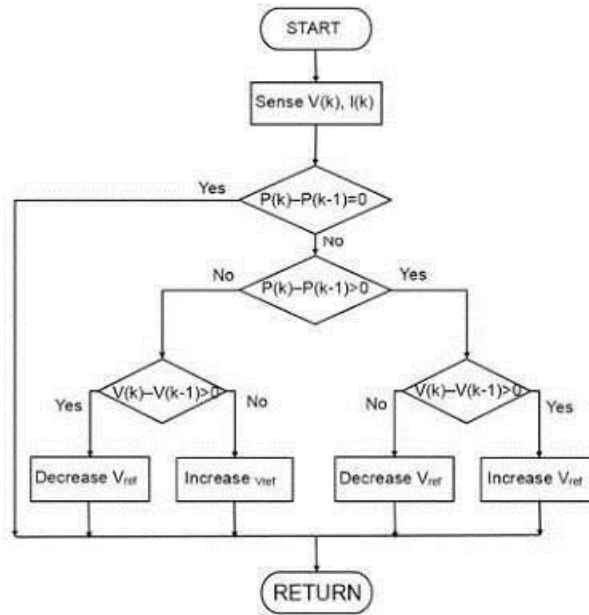 START
Sense V(k), I(k)
Yes
P(k)–P(k-1)=0
No
No
P(k)–P(k-1)>0
Yes
V(k)–V(k-1)>0
V(k)–V(k-1)>0
Yes
No
No
Yes
Decrease Vref
Increase Vref
Decrease Vref
Increase Vref
RETURN